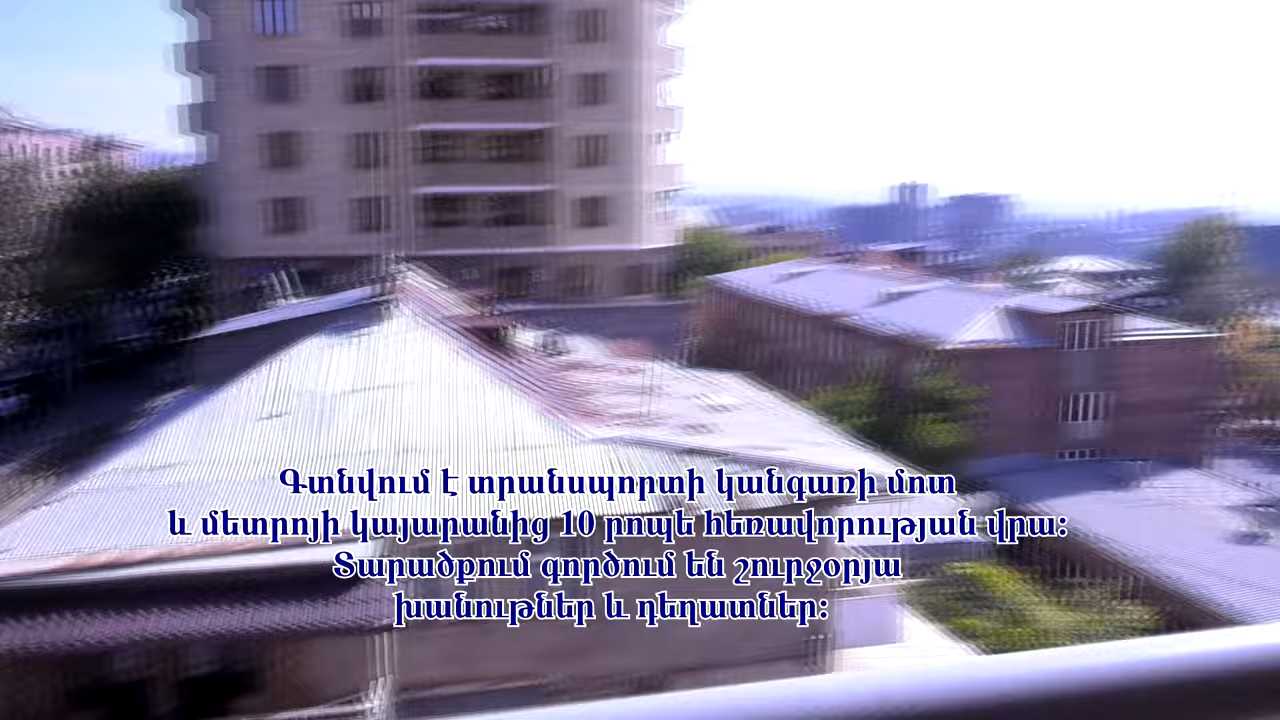 Գտնվում է տրանսպորտի կանգառի մոտ
և մետրոյի կայարանից 10 րոպե հեռավորության վրա:
Տարածքում գործում են շուրջօրյա
խանութներ և դեղատներ: